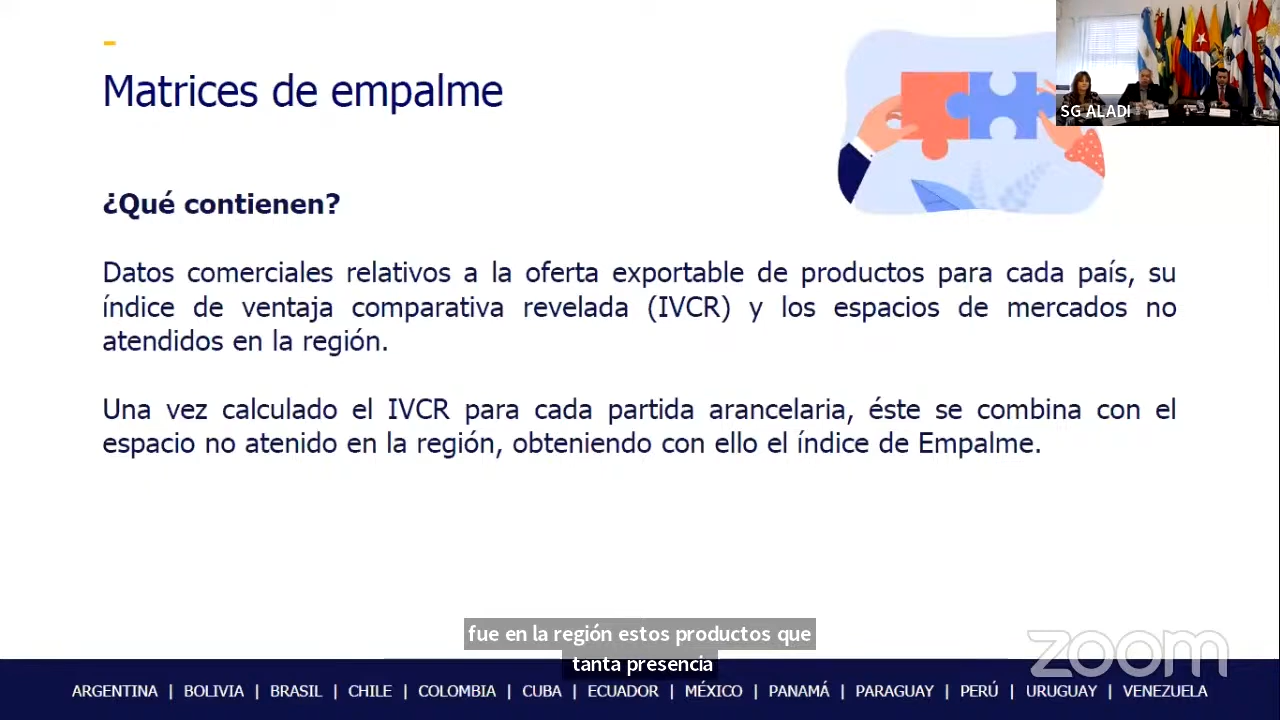 Matrices de empalme
SG ALADI
¿Qué contienen?
Datos comerciales relativos a la oferta exportable de productos para cada país, su
índice de ventaja comparativa revelada (IVCR) y los espacios de mercados no
atendidos en la región.
Una vez calculado el IVCR para cada partida arancelaria, éste se combina con el
espacio no atenido en la región, obteniendo con ello el índice de Empalme.
fue en la región estos productos que
tanta presencia
zoom
ARGENTINA | BOLIVIA | BRASIL | CHILE | COLOMBIA | CUBA | ECUADOR | MÉXICO | PANAMÁ | PARAGUAY | PERÚ | URUGUAY | VENEZUELA